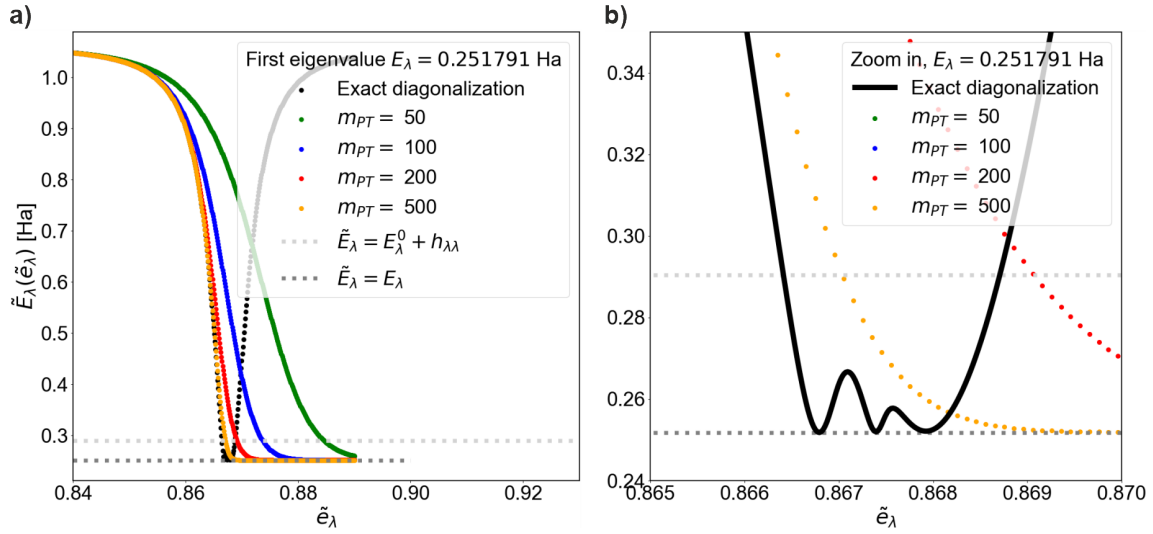 a)
First eigenvalue E_λ = 0.251791 Ha
Exact diagonalization
m_PT = 50
m_PT = 100
m_PT = 200
m_PT = 500
Ẽ_λ = E⁰_λ + h_λλ
Ẽ_λ = E_λ
Ẽ_λ(ẽ_λ) [Ha]
1.0
0.9
0.8
0.7
0.6
0.5
0.4
0.3
0.84
0.86
0.88
0.90
0.92
ẽ_λ
b)
Zoom in, E_λ = 0.251791 Ha
Exact diagonalization
m_PT = 50
m_PT = 100
m_PT = 200
m_PT = 500
0.34
0.32
0.30
0.28
0.26
0.24
0.865
0.866
0.867
0.868
0.869
0.870
ẽ_λ